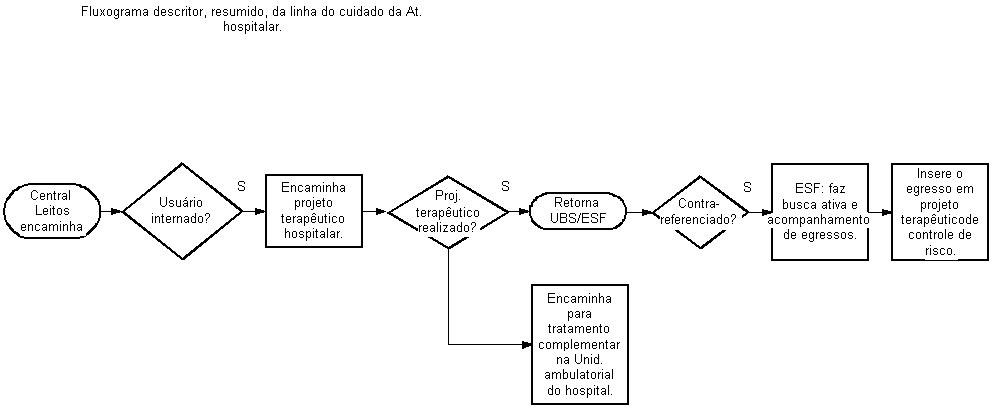 Fluxograma descritor, resumido, da linha do cuidado da At.
hospitalar.
Central
Leitos
encaminha
Usuário
internado?
S
Encaminha
projeto
terapêutico
hospitalar.
Proj.
terapêutico
realizado?
S
Retorna
UBS/ESF
Contra-
referenciado?
S
ESF: faz
busca ativa e
acompanhamento
de egressos.
Insere o
egresso em
projeto
terapêuticode
controle de
risco.
Encaminha
para
tratamento
complementar
na Unid.
ambulatorial
do hospital.